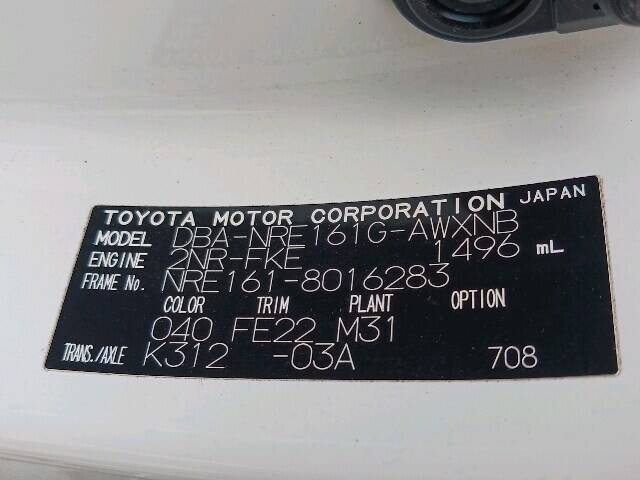 TOYOTA MOTOR CORPORATION JAPAN
MODEL DBA-NRE161G-AWXNB
ENGINE 2NR-FKE 1496 mL
FRAME No. NRE161-8016283
COLOR TRIM PLANT OPTION
040 FE22 M31
TRANS./AXLE K312 -03A 708